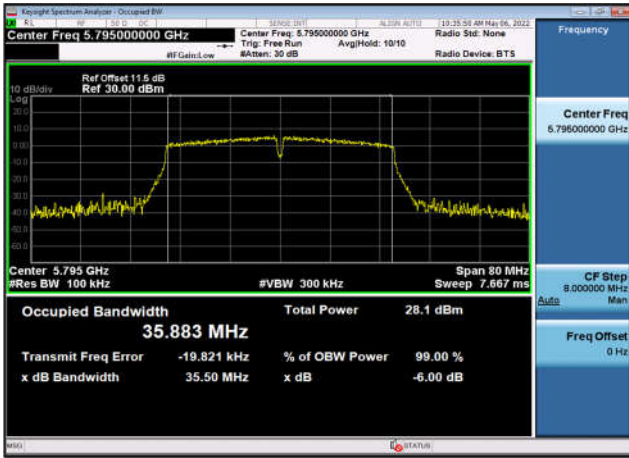 Keysight Spectrum Analyzer - Occupied BW
RL RF 50 Ω DC SENSE:INT ALIGN AUTO 10:35:50 AM May 06, 2022
Center Freq 5.795000000 GHz
Center Freq: 5.795000000 GHz
Radio Std: None
Trig: Free Run Avg|Hold: 10/10
#IFGain:Low
#Atten: 30 dB
Radio Device: BTS
Ref Offset 11.5 dB
10 dB/div Ref 30.00 dBm
Log
20.0
10.0
0.00
-10.0
-20.0
-30.0
-40.0
-50.0
-60.0
Center 5.795 GHz Span 80 MHz
#Res BW 100 kHz #VBW 300 kHz Sweep 7.667 ms
Occupied Bandwidth Total Power 28.1 dBm
35.883 MHz
Transmit Freq Error -19.821 kHz % of OBW Power 99.00 %
x dB Bandwidth 35.50 MHz x dB -6.00 dB
Frequency
Center Freq
5.795000000 GHz
CF Step
8.000000 MHz
Auto Man
Freq Offset
0 Hz
MSG STATUS